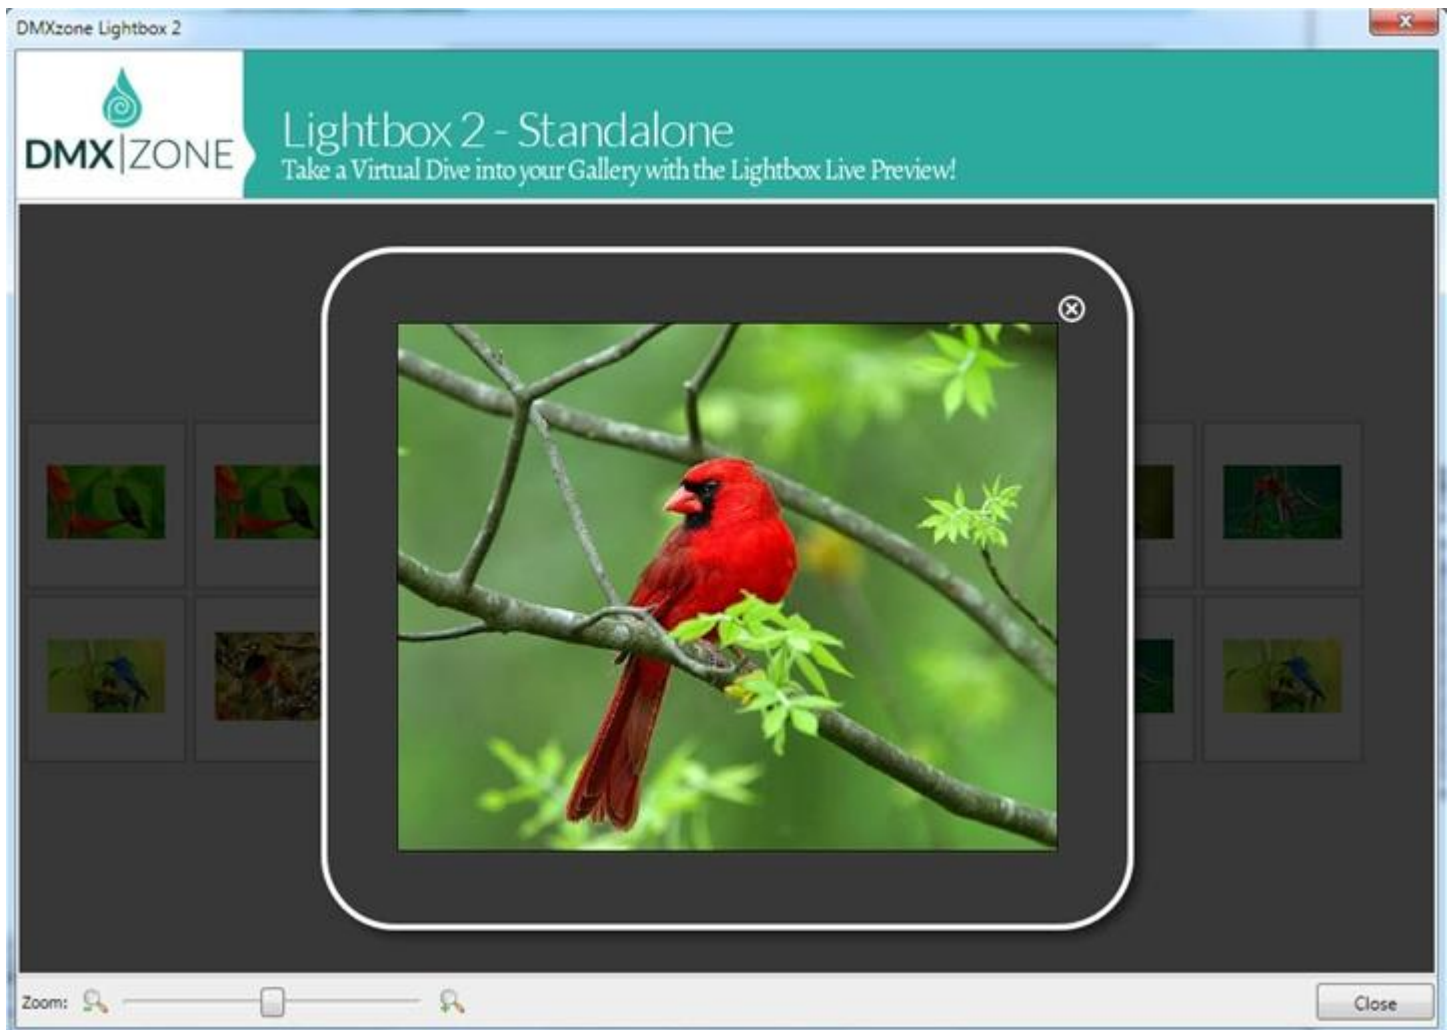 DMXzone Lightbox 2
DMX|ZONE
Lightbox 2 - Standalone
Take a Virtual Dive into your Gallery with the Lightbox Live Preview!
Zoom:
Close